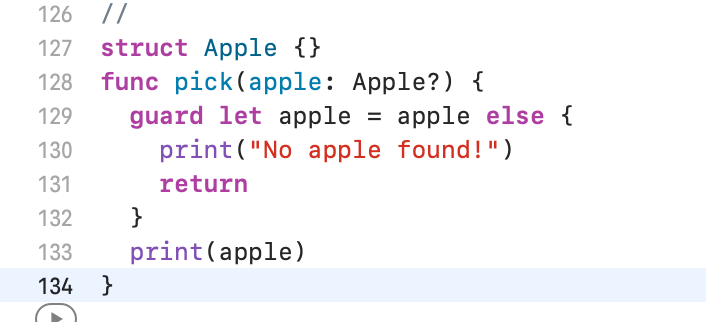 126 //
127 struct Apple {}
128 func pick(apple: Apple?) {
129   guard let apple = apple else {
130     print("No apple found!")
131     return
132   }
133   print(apple)
134 }